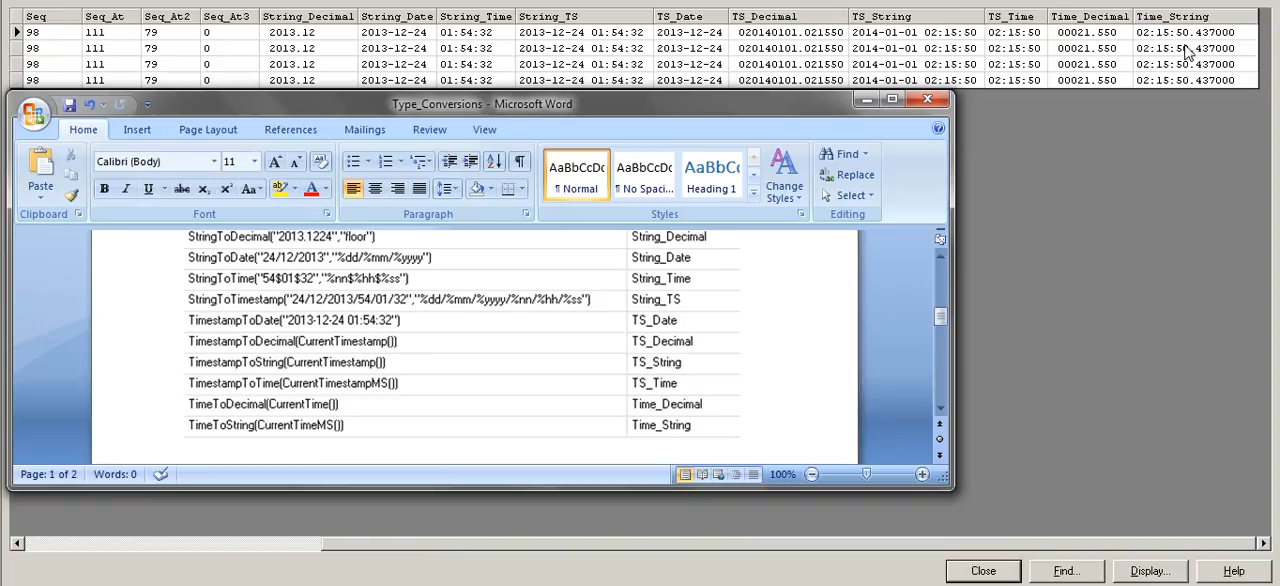 Seq Seq_At Seq_At2 Seq_At3 String_Decimal String_Date String_Time String_TS TS_Date TS_Decimal TS_String TS_Time Time_Decimal Time_String
98 111 79 0 2013.12 2013-12-24 01:54:32 2013-12-24 01:54:32 2013-12-24 020140101.021550 2014-01-01 02:15:50 02:15:50 00021.550 02:15:50.437000
98 111 79 0 2013.12 2013-12-24 01:54:32 2013-12-24 01:54:32 2013-12-24 020140101.021550 2014-01-01 02:15:50 02:15:50 00021.550 02:15:50.437000
98 111 79 0 2013.12 2013-12-24 01:54:32 2013-12-24 01:54:32 2013-12-24 020140101.021550 2014-01-01 02:15:50 02:15:50 00021.550 02:15:50.437000
98 111 79 0 2013.12 2013-12-24 01:54:32 2013-12-24 01:54:32 2013-12-24 020140101.021550 2014-01-01 02:15:50 02:15:50 00021.550 02:15:50.437000
Type_Conversions - Microsoft Word
Home Insert Page Layout References Mailings Review View
Calibri (Body) 11 AaBbCcDc AaBbCcDc AaBbC Find
Paste Replace
¶ Normal ¶ No Spaci... Heading 1 Change Styles Select
Clipboard Font Paragraph Styles Editing
StringToDecimal("2013.1224","floor") String_Decimal
StringToDate("24/12/2013","%dd/%mm/%yyyy") String_Date
StringToTime("54$01$32","%nn$%hh$%ss") String_Time
StringToTimestamp("24/12/2013/54/01/32","%dd/%mm/%yyyy/%nn/%hh/%ss") String_TS
TimestampToDate("2013-12-24 01:54:32") TS_Date
TimestampToDecimal(CurrentTimestamp()) TS_Decimal
TimestampToString(CurrentTimestamp()) TS_String
TimestampToTime(CurrentTimestampMS()) TS_Time
TimeToDecimal(CurrentTime()) Time_Decimal
TimeToString(CurrentTimeMS()) Time_String
Page: 1 of 2 Words: 0 100%
Close Find... Display... Help